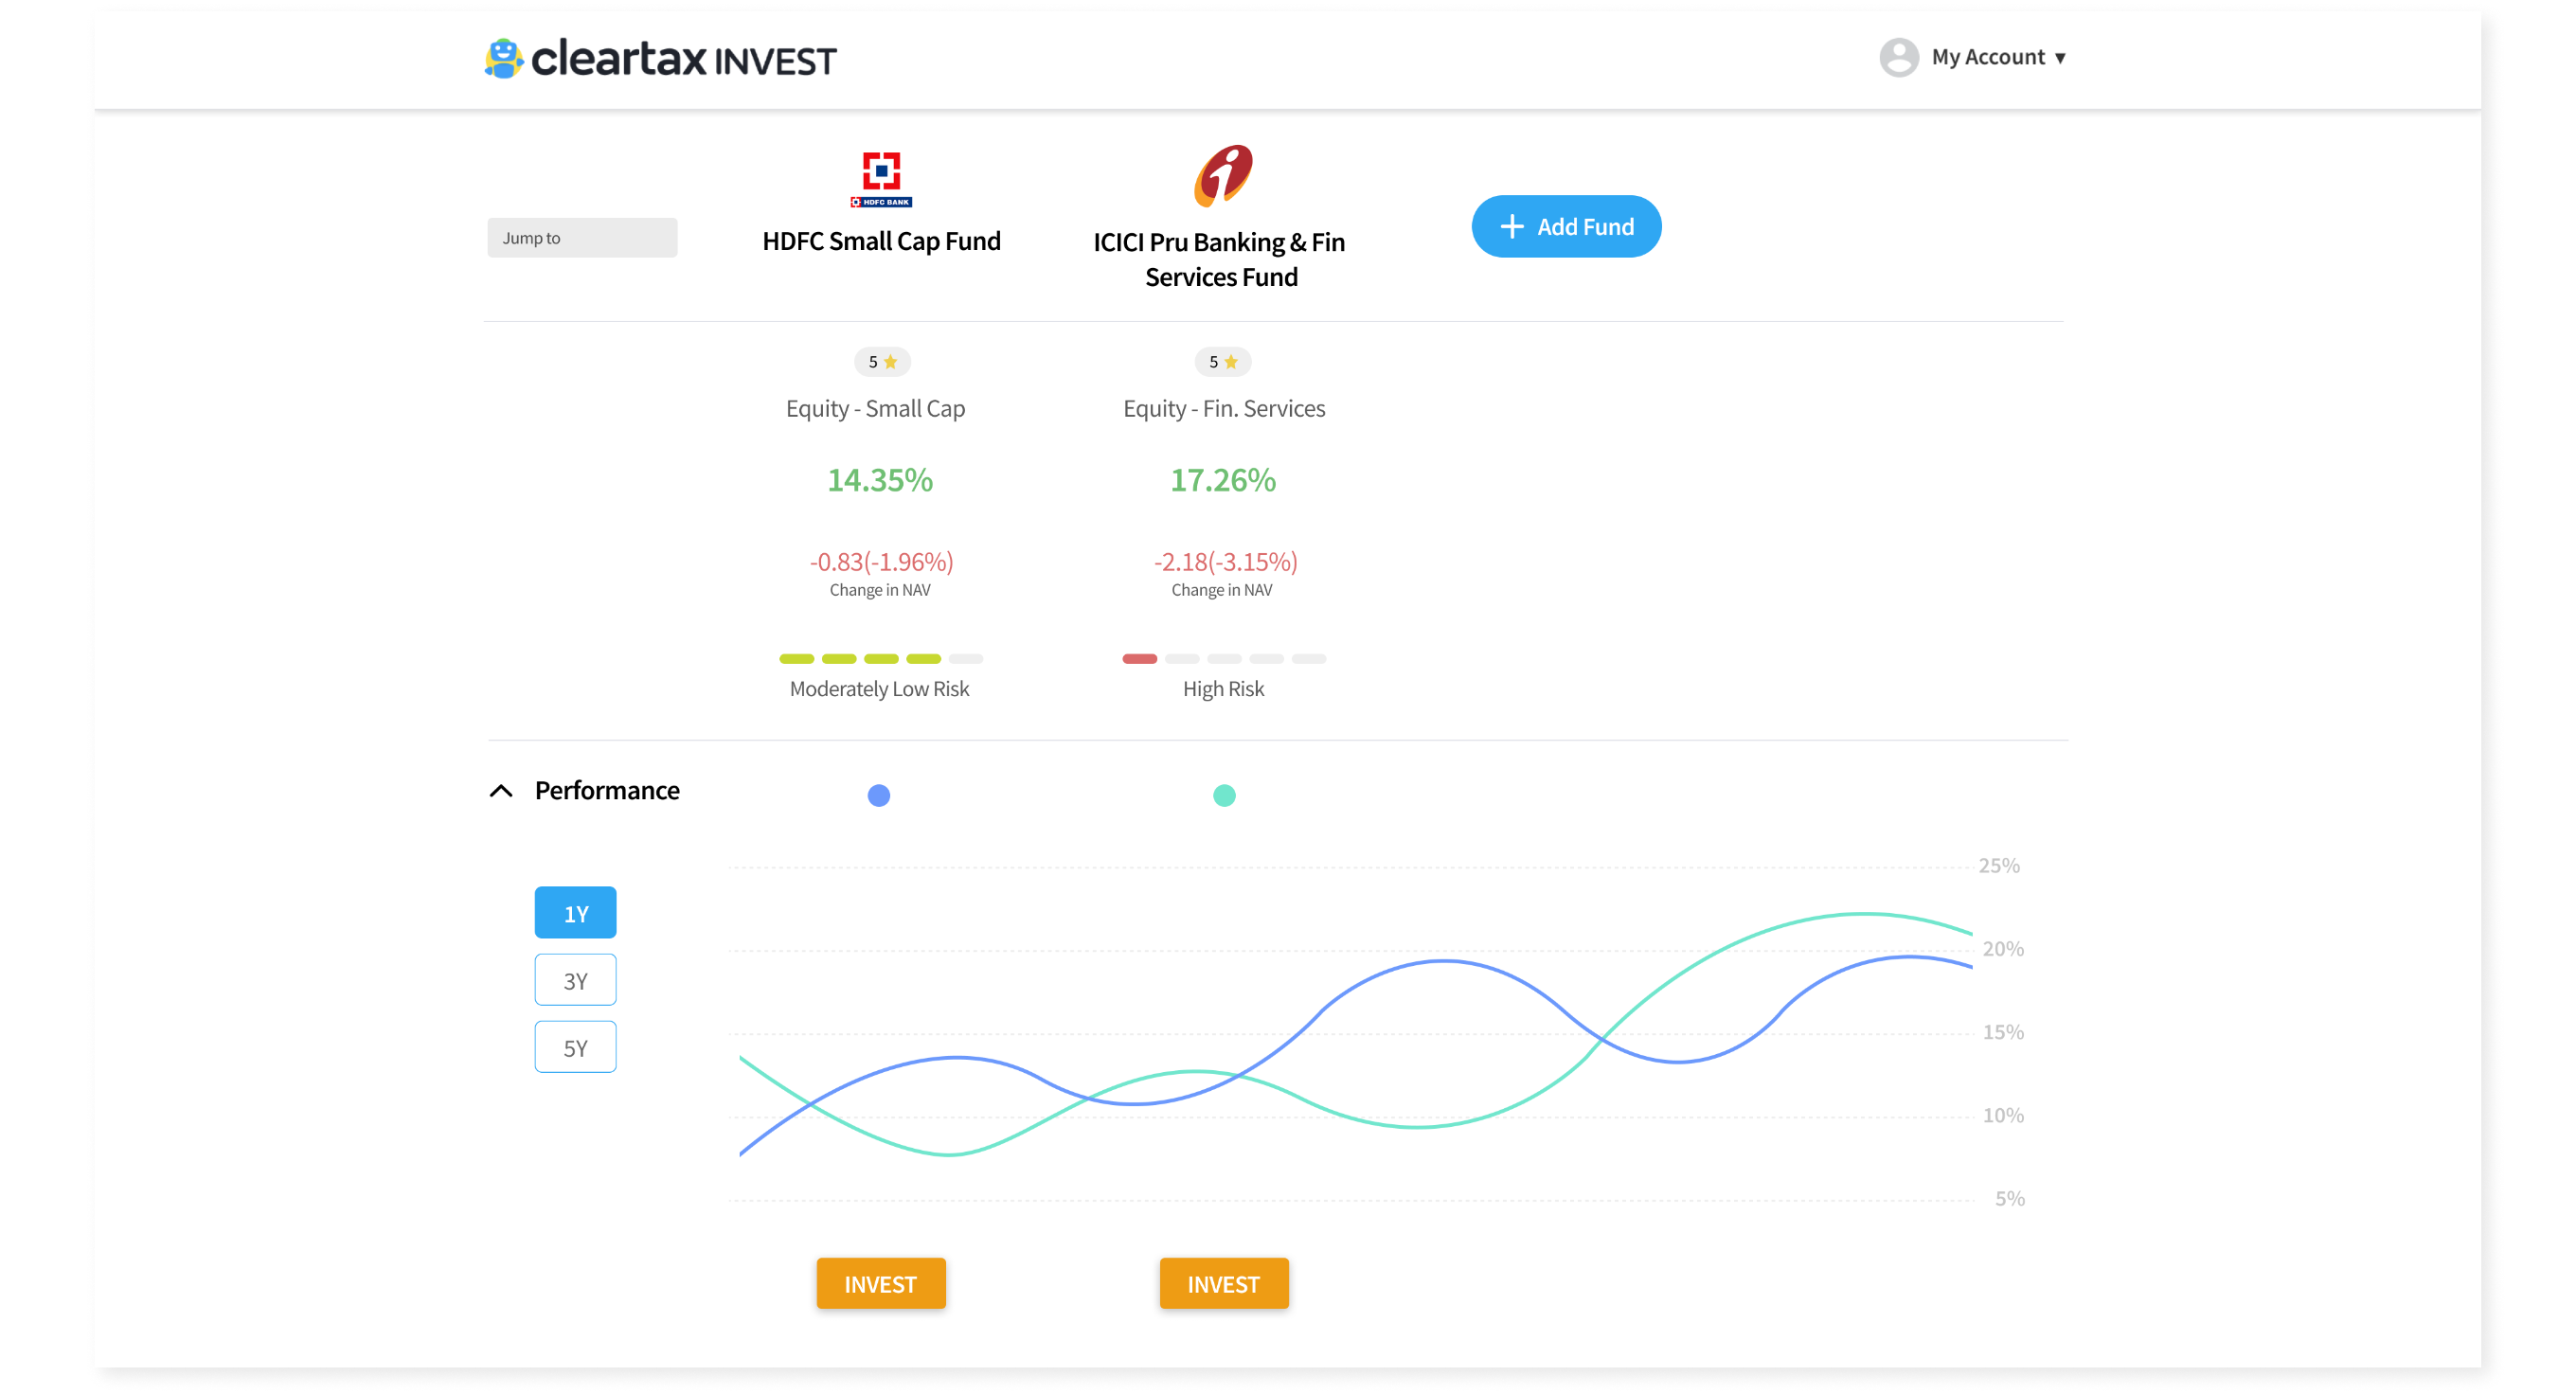 cleartax INVEST
My Account ▼
HDFC BANK
Jump to
HDFC Small Cap Fund
ICICI Pru Banking & Fin
Services Fund
+ Add Fund
5 ★
5 ★
Equity - Small Cap
Equity - Fin. Services
14.35%
17.26%
-0.83(-1.96%)
-2.18(-3.15%)
Change in NAV
Change in NAV
Moderately Low Risk
High Risk
Performance
25%
1Y
20%
3Y
15%
5Y
10%
5%
INVEST
INVEST